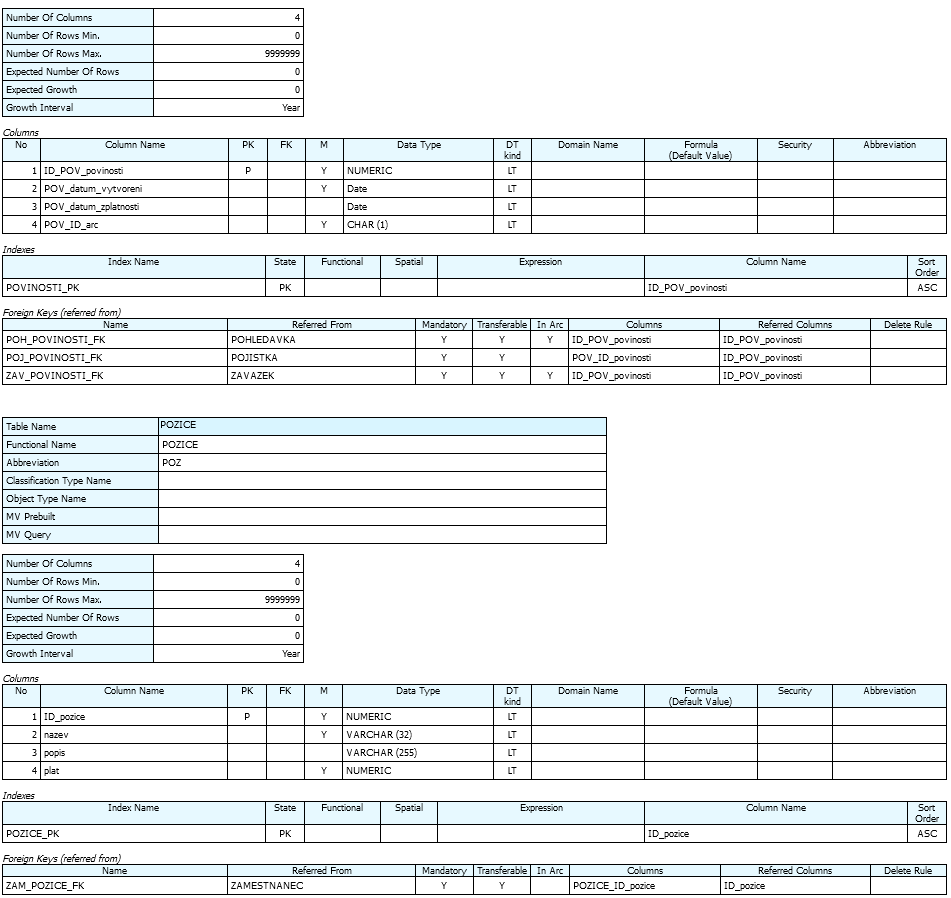 Number Of Columns 4
Number Of Rows Min. 0
Number Of Rows Max. 9999999
Expected Number Of Rows 0
Expected Growth 0
Growth Interval Year
Columns
No Column Name PK FK M Data Type DT kind Domain Name Formula (Default Value) Security Abbreviation
1 ID_POV_povinosti P Y NUMERIC LT
2 POV_datum_vytvoreni Y Date LT
3 POV_datum_zplatnosti Date LT
4 POV_ID_arc Y CHAR (1) LT
Indexes
Index Name State Functional Spatial Expression Column Name Sort Order
POVINOSTI_PK PK ID_POV_povinosti ASC
Foreign Keys (referred from)
Name Referred From Mandatory Transferable In Arc Columns Referred Columns Delete Rule
POH_POVINOSTI_FK POHLEDAVKA Y Y Y ID_POV_povinosti ID_POV_povinosti
POJ_POVINOSTI_FK POJISTKA Y Y POV_ID_povinosti ID_POV_povinosti
ZAV_POVINOSTI_FK ZAVAZEK Y Y Y ID_POV_povinosti ID_POV_povinosti
Table Name POZICE
Functional Name POZICE
Abbreviation POZ
Classification Type Name
Object Type Name
MV Prebuilt
MV Query
Number Of Columns 4
Number Of Rows Min. 0
Number Of Rows Max. 9999999
Expected Number Of Rows 0
Expected Growth 0
Growth Interval Year
Columns
No Column Name PK FK M Data Type DT kind Domain Name Formula (Default Value) Security Abbreviation
1 ID_pozice P Y NUMERIC LT
2 nazev Y VARCHAR (32) LT
3 popis VARCHAR (255) LT
4 plat Y NUMERIC LT
Indexes
Index Name State Functional Spatial Expression Column Name Sort Order
POZICE_PK PK ID_pozice ASC
Foreign Keys (referred from)
Name Referred From Mandatory Transferable In Arc Columns Referred Columns Delete Rule
ZAM_POZICE_FK ZAMESTNANEC Y Y POZICE_ID_pozice ID_pozice